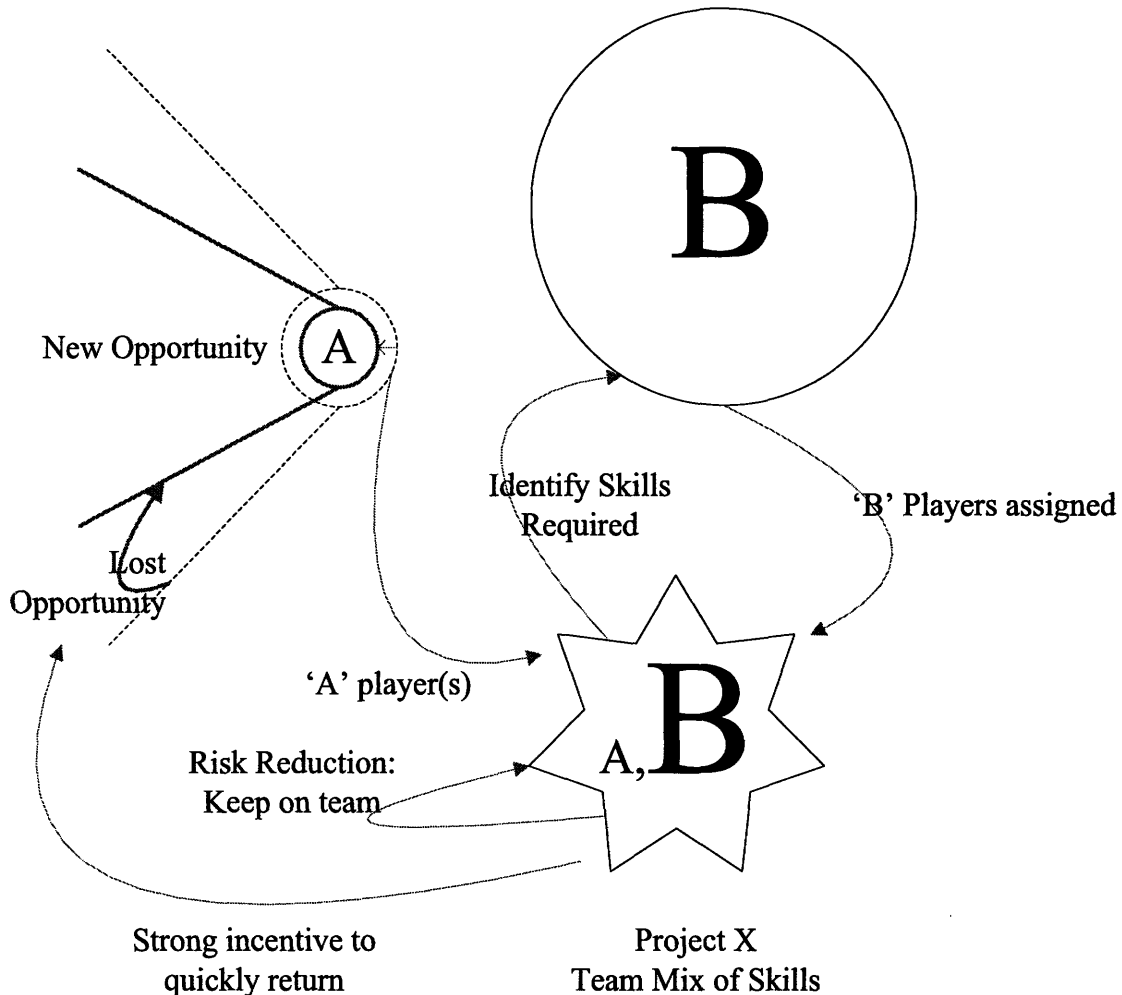 B
New Opportunity
A
Identify Skills
Required
‘B’ Players assigned
Lost
Opportunity
‘A’ player(s)
A,B
Risk Reduction:
Keep on team
Strong incentive to
quickly return
Project X
Team Mix of Skills